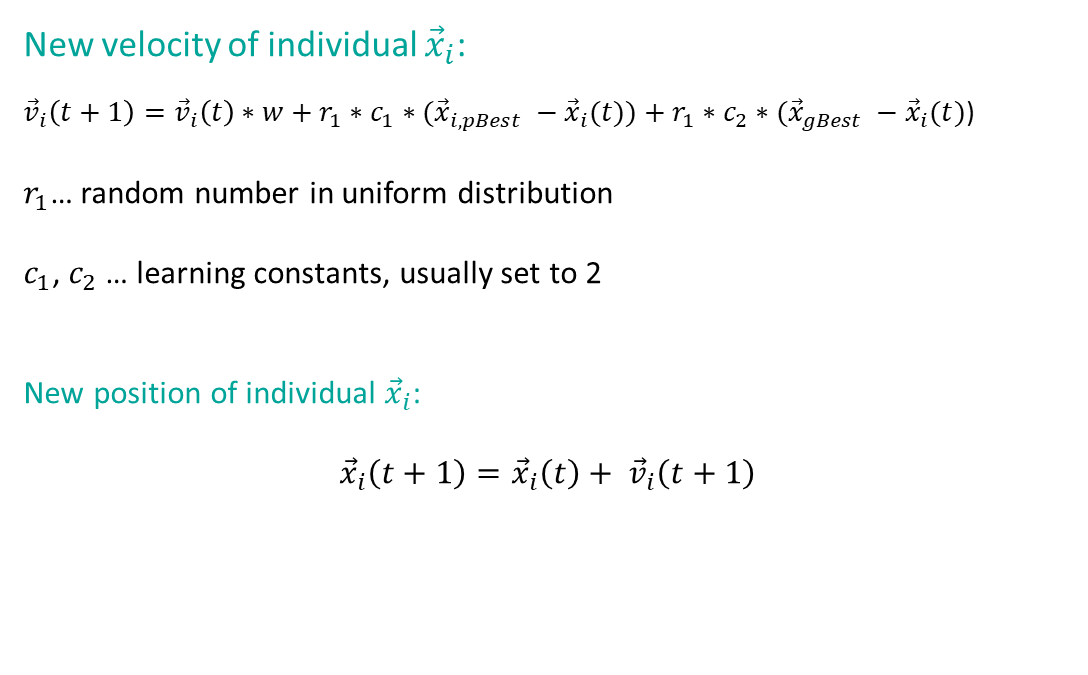 New velocity of individual x⃗ᵢ:
v⃗ᵢ(t + 1) = v⃗ᵢ(t) ∗ w + r₁ ∗ c₁ ∗ (x⃗_{i,pBest} − x⃗ᵢ(t)) + r₁ ∗ c₂ ∗ (x⃗_{gBest} − x⃗ᵢ(t))
r₁... random number in uniform distribution
c₁, c₂ ... learning constants, usually set to 2
New position of individual x⃗ᵢ:
x⃗ᵢ(t + 1) = x⃗ᵢ(t) + v⃗ᵢ(t + 1)